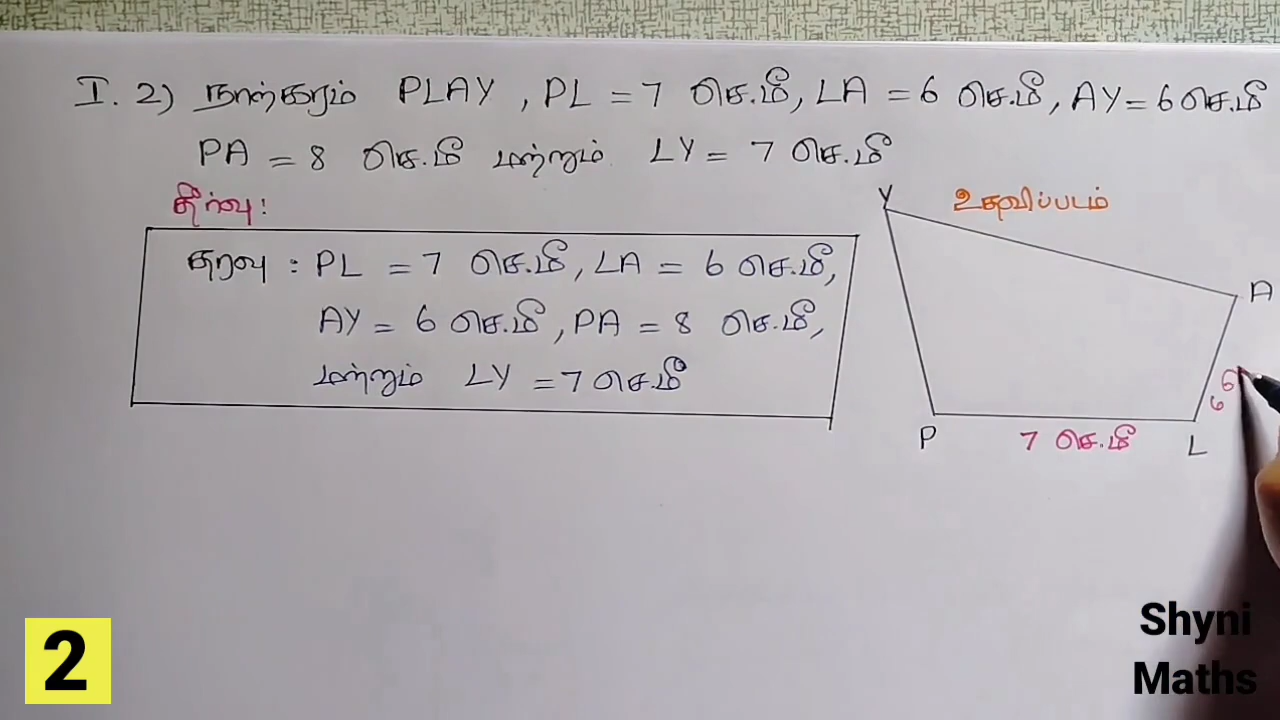 I. 2) நாற்கரம் PLAY , PL = 7 செ.மீ, LA = 6 செ.மீ, AY = 6 செ.மீ
PA = 8 செ.மீ மற்றும் LY = 7 செ.மீ
தீர்வு :
உதவிப்படம்
தரவு : PL = 7 செ.மீ, LA = 6 செ.மீ,
AY = 6 செ.மீ, PA = 8 செ.மீ,
மற்றும் LY = 7 செ.மீ
Y
A
6
P
7 செ.மீ
L
2
Shyni
Maths